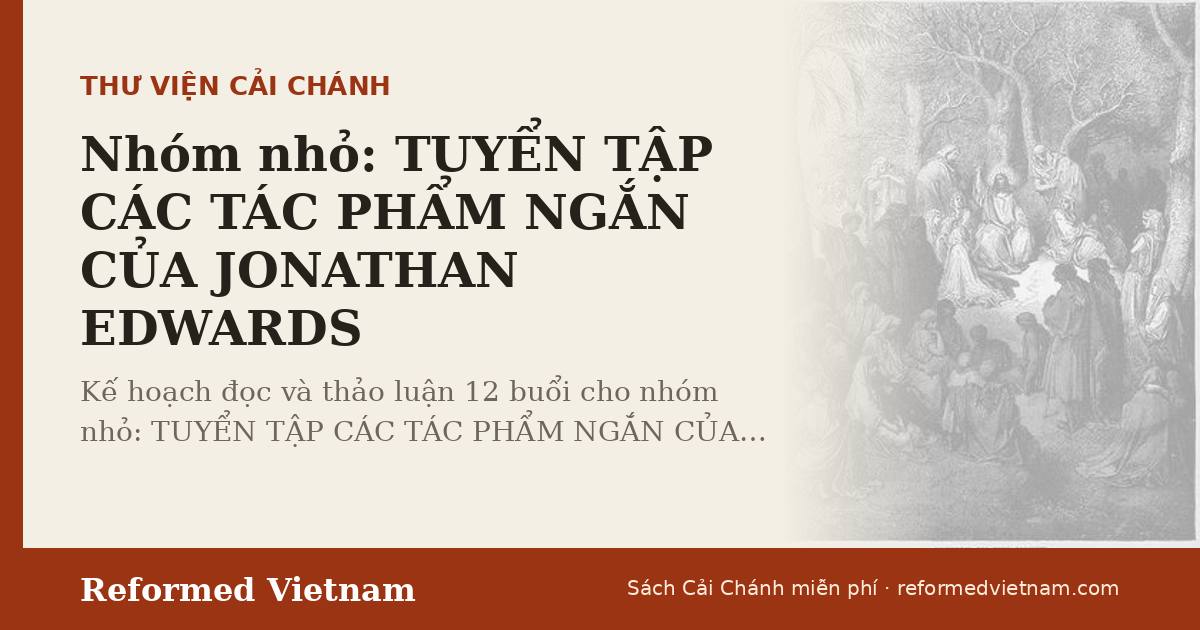 THƯ VIỆN CẢI CHÁNH
Nhóm nhỏ: TUYỂN TẬP
CÁC TÁC PHẨM NGẮN
CỦA JONATHAN
EDWARDS
Kế hoạch đọc và thảo luận 12 buổi cho nhóm
nhỏ: TUYỂN TẬP CÁC TÁC PHẨM NGẮN CỦA...
Reformed Vietnam
Sách Cải Chánh miễn phí · reformedvietnam.com